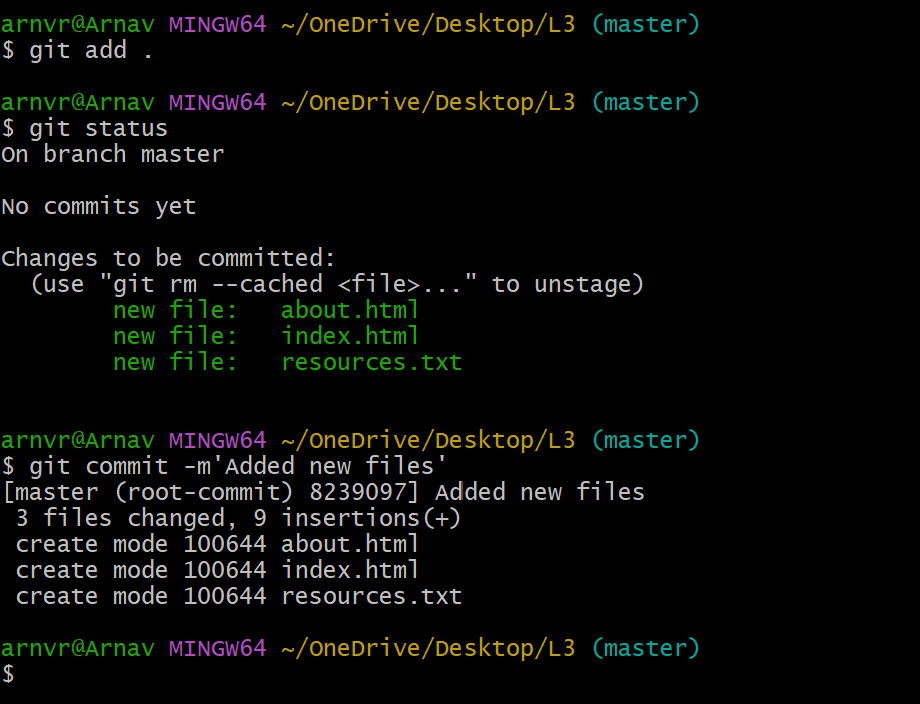 arnvr@Arnav MINGW64 ~/OneDrive/Desktop/L3 (master)
$ git add .
arnvr@Arnav MINGW64 ~/OneDrive/Desktop/L3 (master)
$ git status
On branch master
No commits yet
Changes to be committed:
  (use "git rm --cached <file>..." to unstage)
        new file:   about.html
        new file:   index.html
        new file:   resources.txt
arnvr@Arnav MINGW64 ~/OneDrive/Desktop/L3 (master)
$ git commit -m'Added new files'
[master (root-commit) 8239097] Added new files
 3 files changed, 9 insertions(+)
 create mode 100644 about.html
 create mode 100644 index.html
 create mode 100644 resources.txt
arnvr@Arnav MINGW64 ~/OneDrive/Desktop/L3 (master)
$